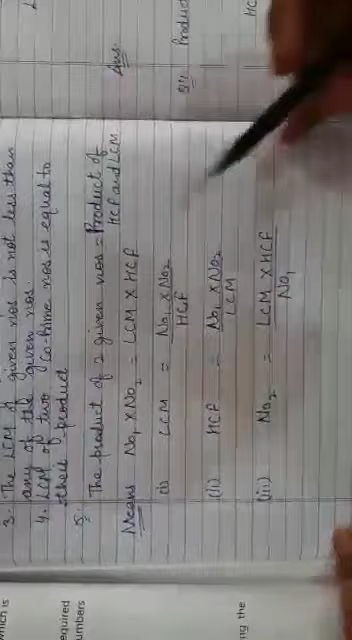 3. The LCM of given nos is not less than
any of the given nos
4. LCM of two Co-prime nos is equal to
their product
5. The product of 2 given nos = Product of
HCF and LCM
Means No1 × No2 = LCM × HCF
(i) LCM = No1 × No2 / HCF
(ii) HCF = No1 × No2 / LCM
(iii) No2 = LCM × HCF / No1
Ans:
Product
HC
which is
equired
umbers
ng the